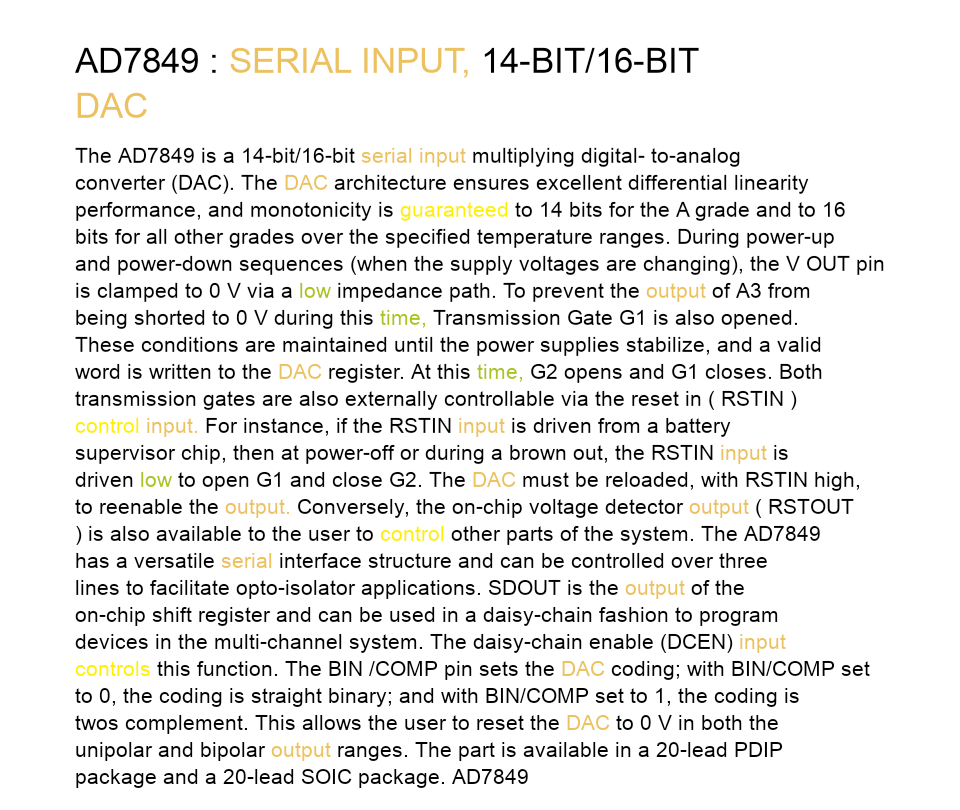 AD7849 : SERIAL INPUT, 14-BIT/16-BIT
DAC
The AD7849 is a 14-bit/16-bit serial input multiplying digital- to-analog
converter (DAC). The DAC architecture ensures excellent differential linearity
performance, and monotonicity is guaranteed to 14 bits for the A grade and to 16
bits for all other grades over the specified temperature ranges. During power-up
and power-down sequences (when the supply voltages are changing), the V OUT pin
is clamped to 0 V via a low impedance path. To prevent the output of A3 from
being shorted to 0 V during this time, Transmission Gate G1 is also opened.
These conditions are maintained until the power supplies stabilize, and a valid
word is written to the DAC register. At this time, G2 opens and G1 closes. Both
transmission gates are also externally controllable via the reset in ( RSTIN )
control input. For instance, if the RSTIN input is driven from a battery
supervisor chip, then at power-off or during a brown out, the RSTIN input is
driven low to open G1 and close G2. The DAC must be reloaded, with RSTIN high,
to reenable the output. Conversely, the on-chip voltage detector output ( RSTOUT
) is also available to the user to control other parts of the system. The AD7849
has a versatile serial interface structure and can be controlled over three
lines to facilitate opto-isolator applications. SDOUT is the output of the
on-chip shift register and can be used in a daisy-chain fashion to program
devices in the multi-channel system. The daisy-chain enable (DCEN) input
controls this function. The BIN /COMP pin sets the DAC coding; with BIN/COMP set
to 0, the coding is straight binary; and with BIN/COMP set to 1, the coding is
twos complement. This allows the user to reset the DAC to 0 V in both the
unipolar and bipolar output ranges. The part is available in a 20-lead PDIP
package and a 20-lead SOIC package. AD7849